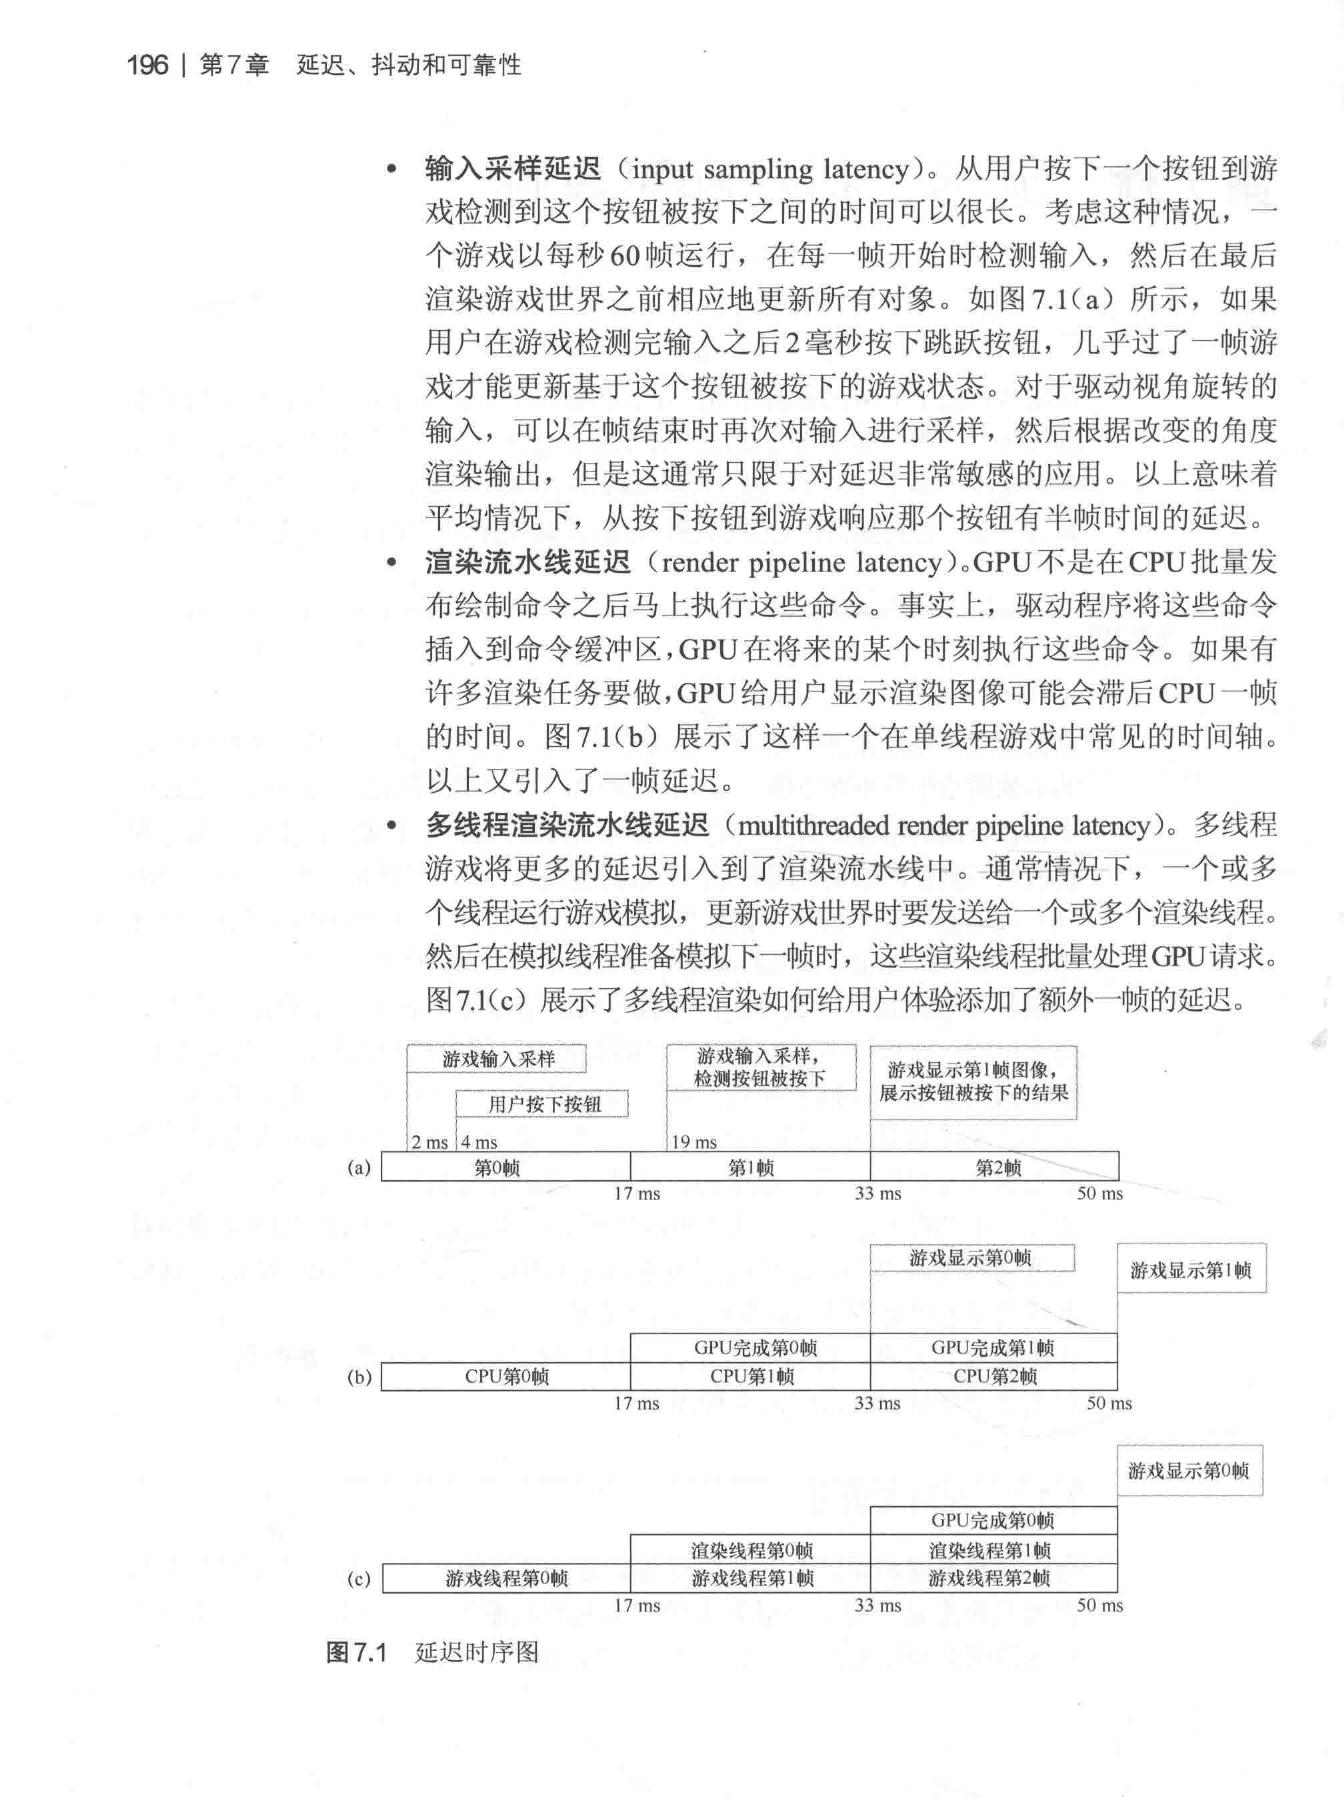 196 | 第7章 延迟、抖动和可靠性
• 输入采样延迟（input sampling latency）。从用户按下一个按钮到游
戏检测到这个按钮被按下之间的时间可以很长。考虑这种情况，一
个游戏以每秒60帧运行，在每一帧开始时检测输入，然后在最后
渲染游戏世界之前相应地更新所有对象。如图7.1(a）所示，如果
用户在游戏检测完输入之后2毫秒按下跳跃按钮，几乎过了一帧游
戏才能更新基于这个按钮被按下的游戏状态。对于驱动视角旋转的
输入，可以在帧结束时再次对输入进行采样，然后根据改变的角度
渲染输出，但是这通常只限于对延迟非常敏感的应用。以上意味着
平均情况下，从按下按钮到游戏响应那个按钮有半帧时间的延迟。
• 渲染流水线延迟（render pipeline latency）。GPU不是在CPU批量发
布绘制命令之后马上执行这些命令。事实上，驱动程序将这些命令
插入到命令缓冲区，GPU在将来的某个时刻执行这些命令。如果有
许多渲染任务要做，GPU给用户显示渲染图像可能会滞后CPU一帧
的时间。图7.1(b）展示了这样一个在单线程游戏中常见的时间轴。
以上又引入了一帧延迟。
• 多线程渲染流水线延迟（multithreaded render pipeline latency）。多线程
游戏将更多的延迟引入到了渲染流水线中。通常情况下，一个或多
个线程运行游戏模拟，更新游戏世界时要发送给一个或多个渲染线程。
然后在模拟线程准备模拟下一帧时，这些渲染线程批量处理GPU请求。
图7.1(c）展示了多线程渲染如何给用户体验添加了额外一帧的延迟。
游戏输入采样
用户按下按钮
游戏输入采样，
检测按钮被按下
游戏显示第1帧图像，
展示按钮被按下的结果
2 ms 4 ms 19 ms
(a) 第0帧 第1帧 第2帧
17 ms 33 ms 50 ms
游戏显示第0帧 游戏显示第1帧
GPU完成第0帧 GPU完成第1帧
(b) CPU第0帧 CPU第1帧 CPU第2帧
17 ms 33 ms 50 ms
游戏显示第0帧
GPU完成第0帧
渲染线程第0帧 渲染线程第1帧
(c) 游戏线程第0帧 游戏线程第1帧 游戏线程第2帧
17 ms 33 ms 50 ms
图7.1 延迟时序图